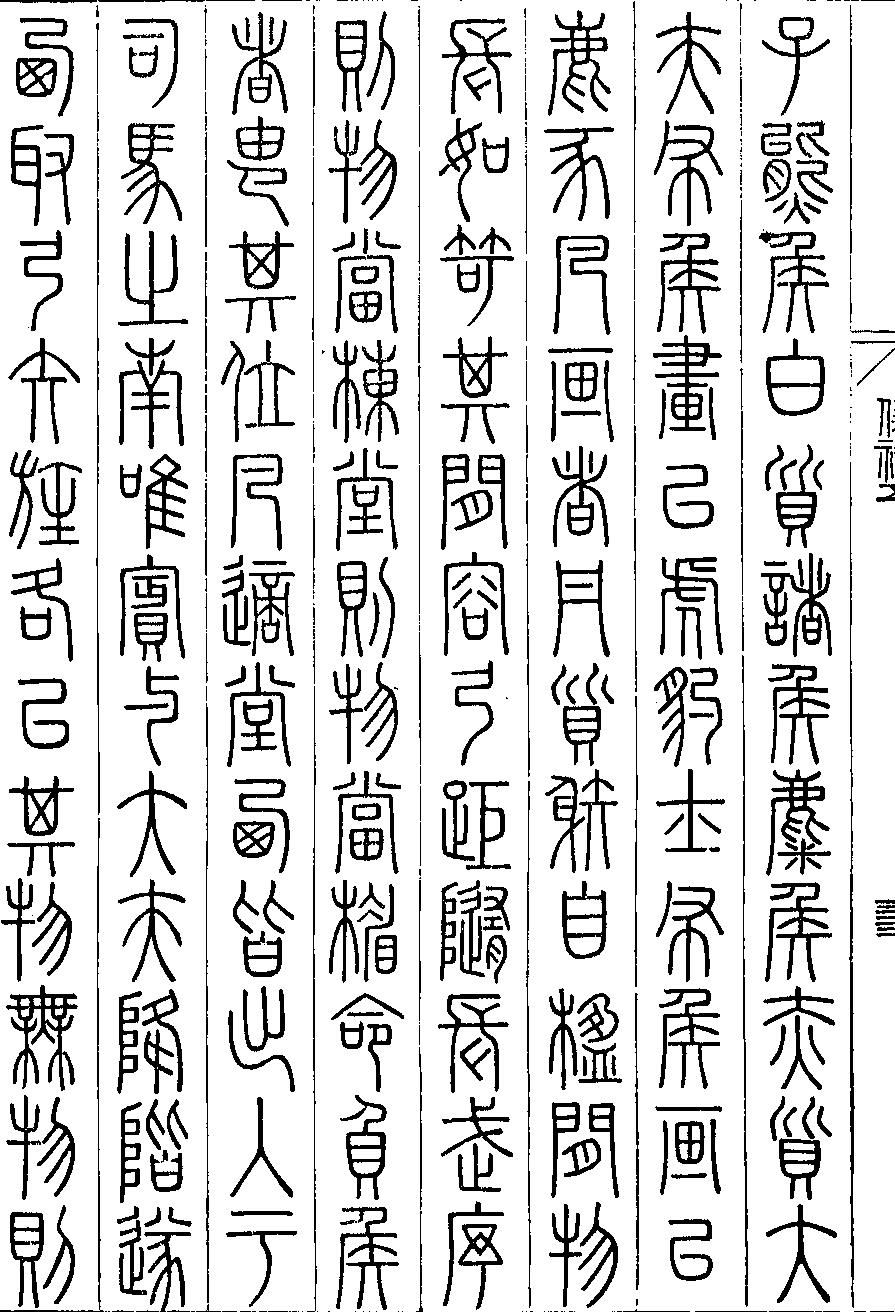 子熊侯白質諸侯麋侯赤質大
夫布侯畫以虎豹士布侯畫以
鹿豕凡畫者丹質射自楹間物
長如笴其間容弓距隨長武序
則物當棟堂則物當楣命負侯
者由其位凡適堂西皆出入于
司馬之南唯賓與大夫降階遂
西取弓矢旌各以其物無物則